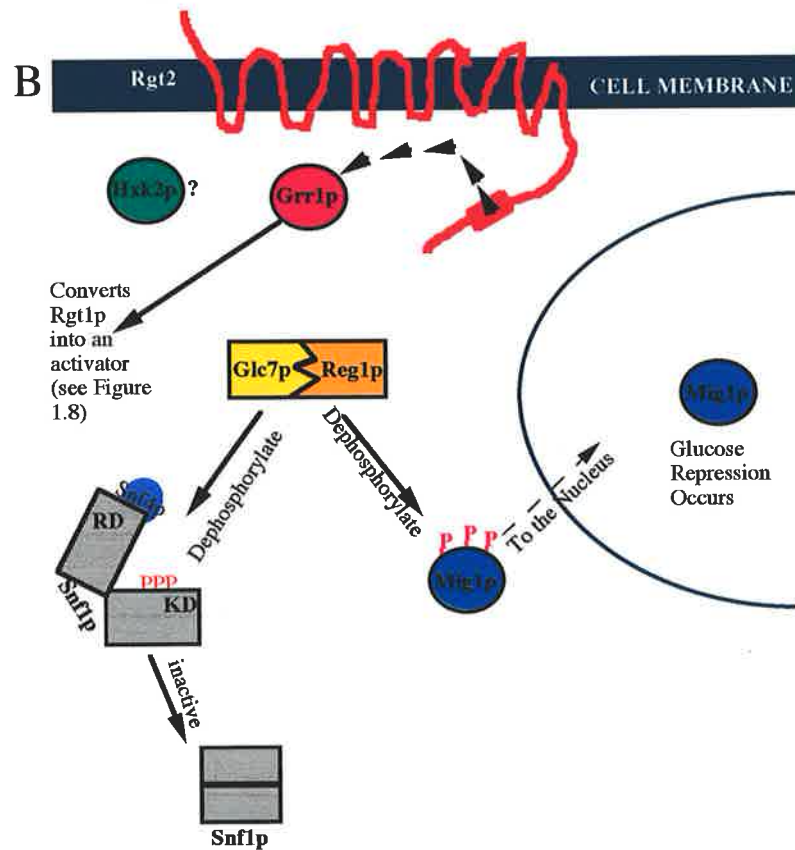 B
Rgt2
CELL MEMBRANE
Hxk2p ?
Grr1p
Converts
Rgt1p
into an
activator
(see Figure
1.8)
Glc7p
Reg1p
Dephosphorylate
Dephosphorylate
Mig1p
Glucose
Repression
Occurs
To the Nucleus
Snf4p
RD
Snf1p
PPP
KD
P P P
Mig1p
inactive
Snf1p